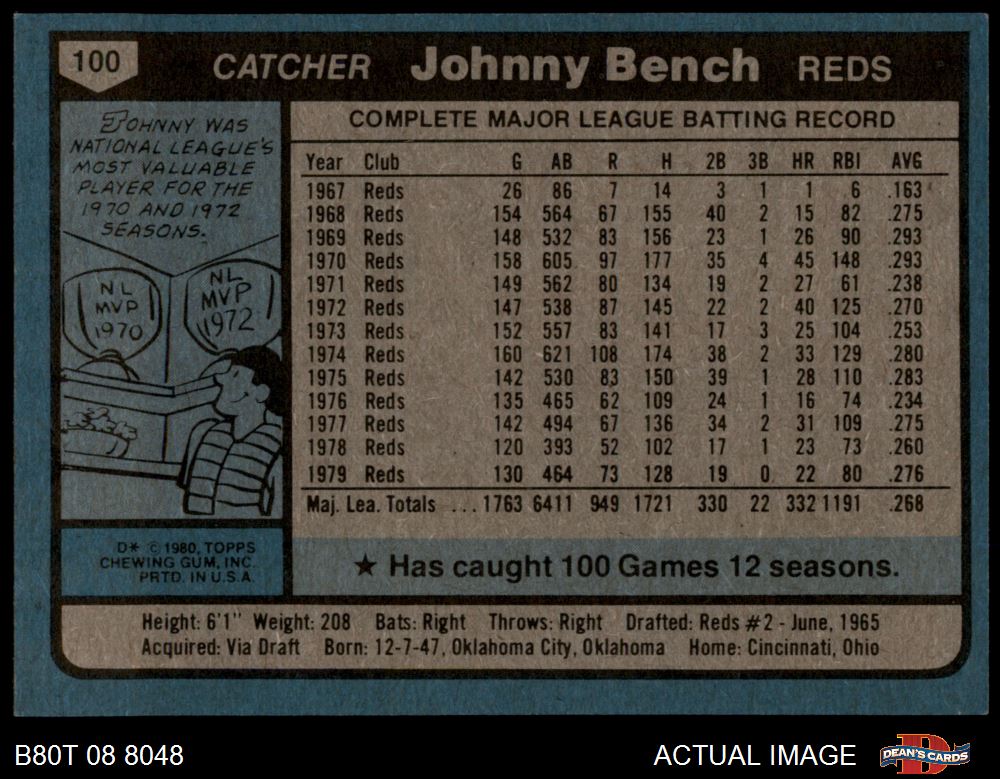 100 CATCHER Johnny Bench REDS
JOHNNY WAS
NATIONAL LEAGUE'S
MOST VALUABLE
PLAYER FOR THE
1970 AND 1972
SEASONS.
NL
MVP
1970
NL
MVP
1972
D* © 1980, TOPPS
CHEWING GUM, INC.
PRTD. IN U.S.A.
COMPLETE MAJOR LEAGUE BATTING RECORD
Year Club G AB R H 2B 3B HR RBI AVG
1967 Reds 26 86 7 14 3 1 1 6 .163
1968 Reds 154 564 67 155 40 2 15 82 .275
1969 Reds 148 532 83 156 23 1 26 90 .293
1970 Reds 158 605 97 177 35 4 45 148 .293
1971 Reds 149 562 80 134 19 2 27 61 .238
1972 Reds 147 538 87 145 22 2 40 125 .270
1973 Reds 152 557 83 141 17 3 25 104 .253
1974 Reds 160 621 108 174 38 2 33 129 .280
1975 Reds 142 530 83 150 39 1 28 110 .283
1976 Reds 135 465 62 109 24 1 16 74 .234
1977 Reds 142 494 67 136 34 2 31 109 .275
1978 Reds 120 393 52 102 17 1 23 73 .260
1979 Reds 130 464 73 128 19 0 22 80 .276
Maj. Lea. Totals ... 1763 6411 949 1721 330 22 332 1191 .268
★ Has caught 100 Games 12 seasons.
Height: 6'1" Weight: 208 Bats: Right Throws: Right Drafted: Reds #2 - June, 1965
Acquired: Via Draft Born: 12-7-47, Oklahoma City, Oklahoma Home: Cincinnati, Ohio
B80T 08 8048 ACTUAL IMAGE DEAN'S CARDS